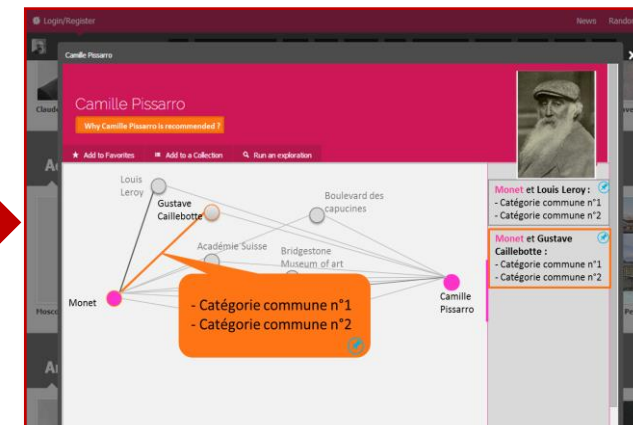 Login/Register
News
Camille Pissarro
Camille Pissarro
Why Camille Pissarro is recommended ?
Add to Favorites
Add to a Collection
Run an exploration
Louis
Leroy
Gustave
Caillebotte
Boulevard des
capucines
Académie Suisse
Bridgestone
Museum of art
Monet
Camille
Pissarro
- Catégorie commune n°1
- Catégorie commune n°2
Monet et Louis Leroy :
- Catégorie commune n°1
- Catégorie commune n°2
Monet et Gustave
Caillebotte :
- Catégorie commune n°1
- Catégorie commune n°2